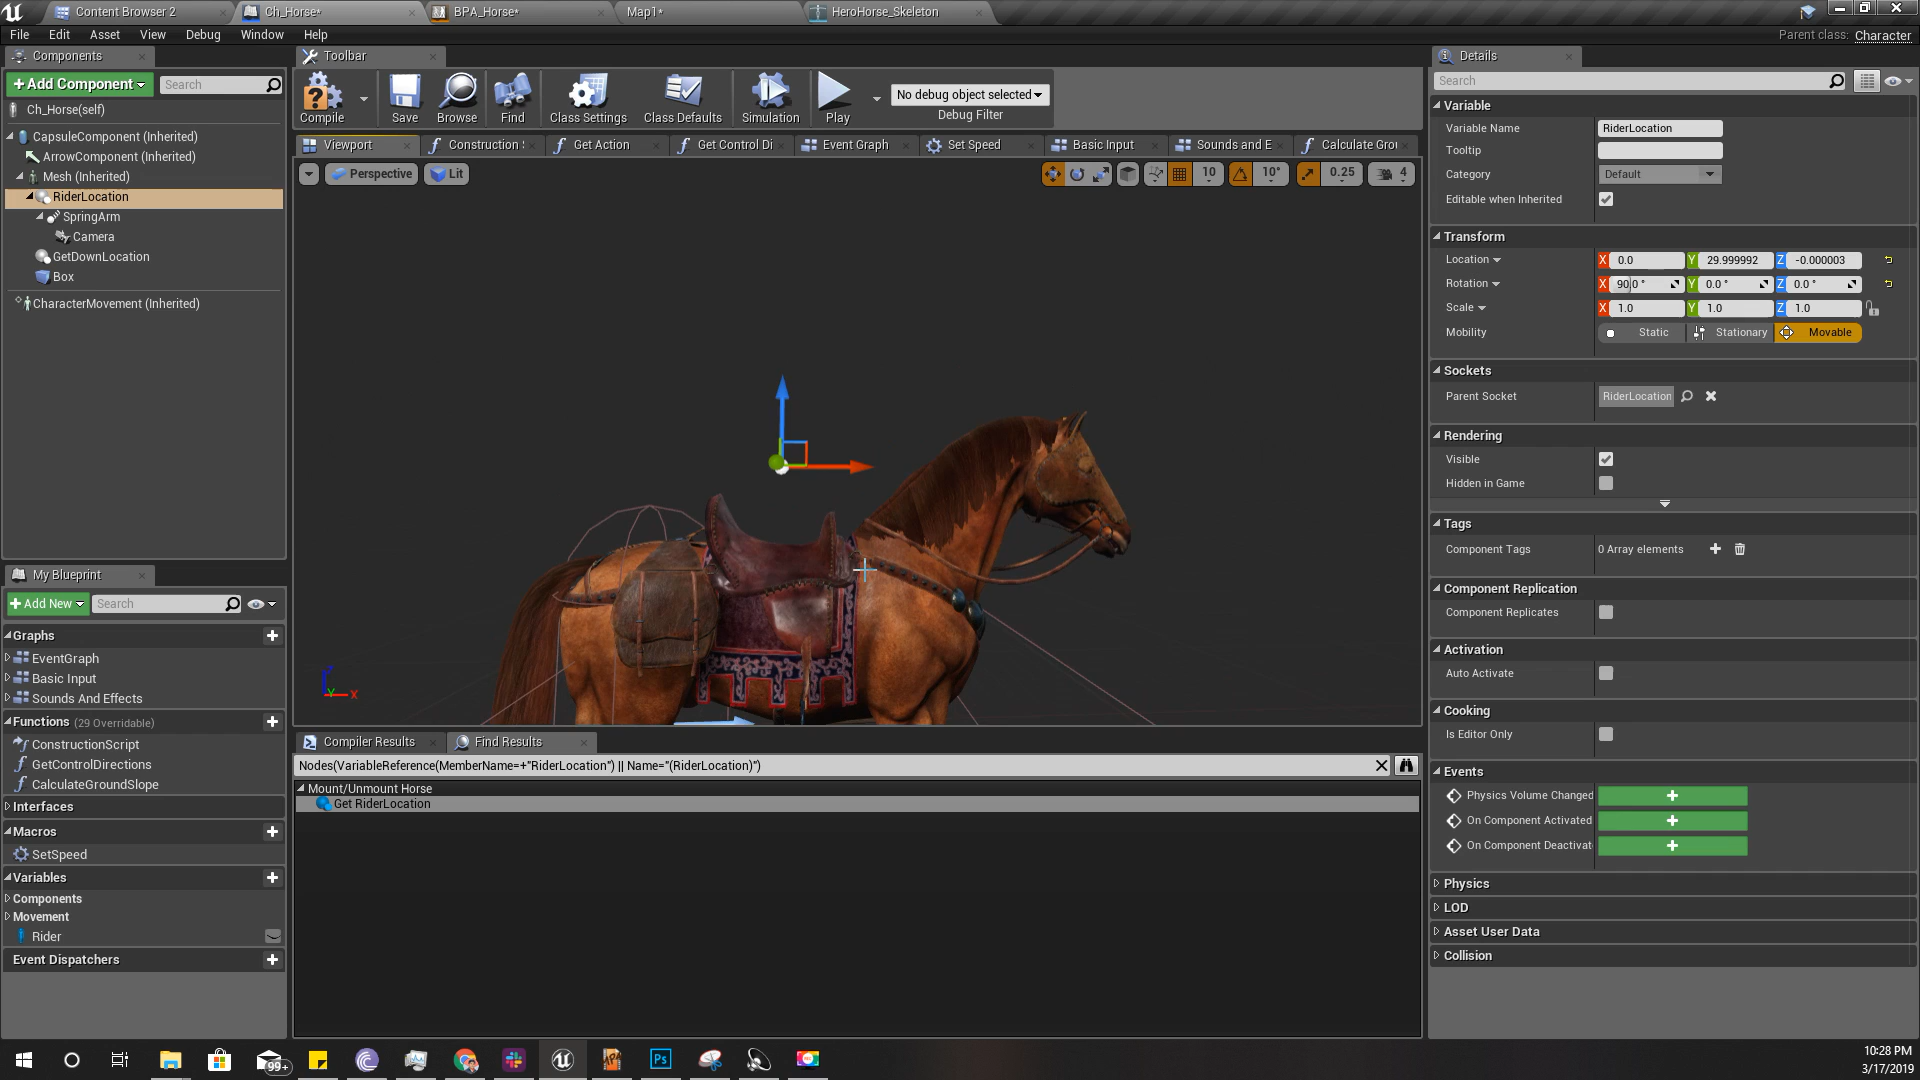 Content Browser 2
Ch_Horse*
BPA_Horse*
Map1*
HeroHorse_Skeleton
File Edit Asset View Debug Window Help
Parent class: Character
Components
+Add Component
Search
Ch_Horse(self)
CapsuleComponent (Inherited)
ArrowComponent (Inherited)
Mesh (Inherited)
RiderLocation
SpringArm
Camera
GetDownLocation
Box
CharacterMovement (Inherited)
My Blueprint
+Add New
Search
Graphs
EventGraph
Basic Input
Sounds And Effects
Functions (29 Overridable)
ConstructionScript
GetControlDirections
CalculateGroundSlope
Interfaces
Macros
SetSpeed
Variables
Components
Movement
Rider
Event Dispatchers
Toolbar
Compile
Save
Browse
Find
Class Settings
Class Defaults
Simulation
Play
No debug object selected
Debug Filter
Viewport
Construction
Get Action
Get Control Di
Event Graph
Set Speed
Basic Input
Sounds and E
Calculate Grou
Perspective
Lit
10
10°
0.25
4
Z
Y
X
Compiler Results
Find Results
Nodes(VariableReference(MemberName=+"RiderLocation") || Name="(RiderLocation)")
Mount/Unmount Horse
Get RiderLocation
Details
Search
Variable
Variable Name RiderLocation
Tooltip
Category Default
Editable when Inherited
Transform
Location X 0.0 Y 29.999992 Z -0.000003
Rotation X 90.0 ° Y 0.0 ° Z 0.0 °
Scale X 1.0 Y 1.0 Z 1.0
Mobility Static Stationary Movable
Sockets
Parent Socket RiderLocation
Rendering
Visible
Hidden in Game
Tags
Component Tags 0 Array elements
Component Replication
Component Replicates
Activation
Auto Activate
Cooking
Is Editor Only
Events
Physics Volume Changed
On Component Activated
On Component Deactivat
Physics
LOD
Asset User Data
Collision
99+
Ps
10:28 PM
3/17/2019